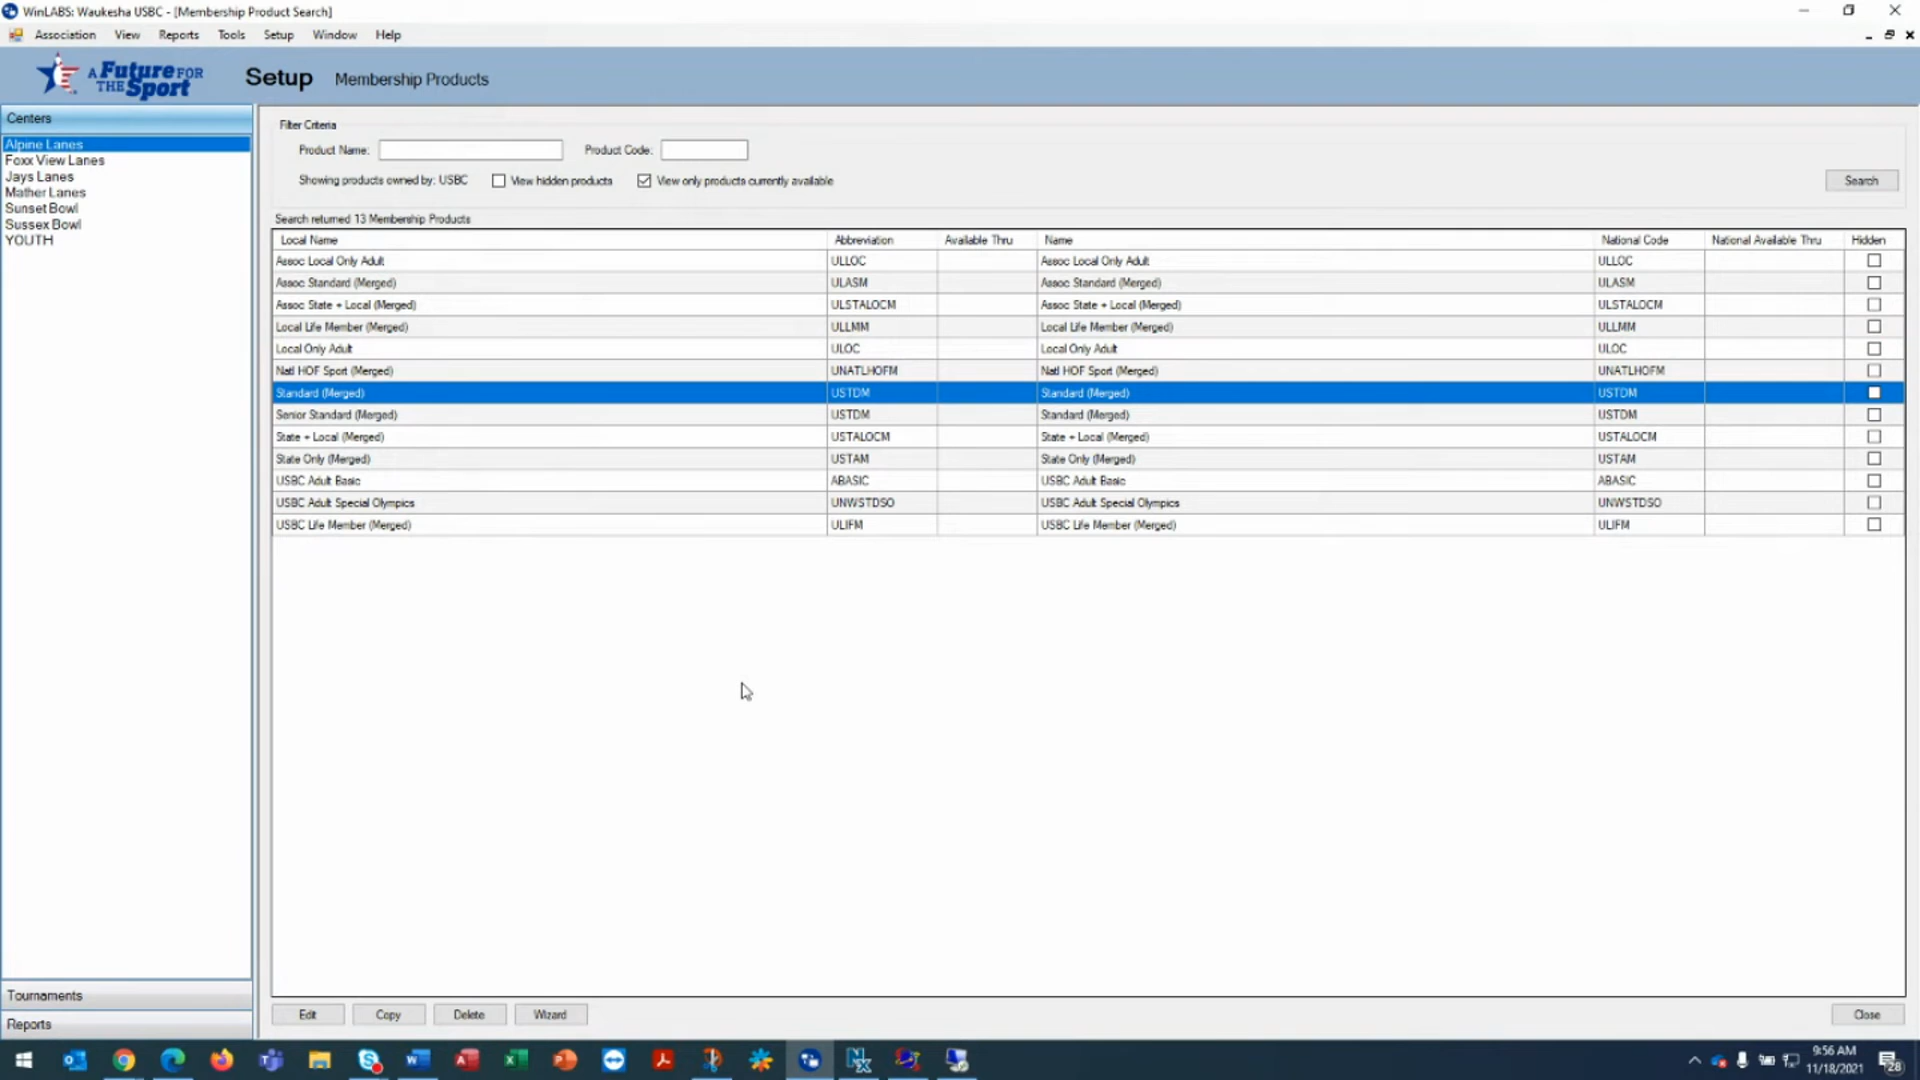 WinLABS: Waukesha USBC - [Membership Product Search]
Association View Reports Tools Setup Window Help
A Future FOR THE Sport
Setup Membership Products
Centers
Alpine Lanes
Foxx View Lanes
Jays Lanes
Mather Lanes
Sunset Bowl
Sussex Bowl
YOUTH
Tournaments
Reports
Filter Criteria
Product Name: Product Code:
Showing products owned by: USBC View hidden products View only products currently available Search
Search returned 13 Membership Products
Local Name Abbreviation Available Thru Name National Code National Available Thru Hidden
Assoc Local Only Adult ULLOC Assoc Local Only Adult ULLOC
Assoc Standard (Merged) ULASM Assoc Standard (Merged) ULASM
Assoc State + Local (Merged) ULSTALOCM Assoc State + Local (Merged) ULSTALOCM
Local Life Member (Merged) ULLMM Local Life Member (Merged) ULLMM
Local Only Adult ULOC Local Only Adult ULOC
Natl HOF Sport (Merged) UNATLHOFM Natl HOF Sport (Merged) UNATLHOFM
Standard (Merged) USTDM Standard (Merged) USTDM
Senior Standard (Merged) USTDM Standard (Merged) USTDM
State + Local (Merged) USTALOCM State + Local (Merged) USTALOCM
State Only (Merged) USTAM State Only (Merged) USTAM
USBC Adult Basic ABASIC USBC Adult Basic ABASIC
USBC Adult Special Olympics UNWSTDSO USBC Adult Special Olympics UNWSTDSO
USBC Life Member (Merged) ULIFM USBC Life Member (Merged) ULIFM
Edit Copy Delete Wizard Close
9:56 AM
11/18/2021
28